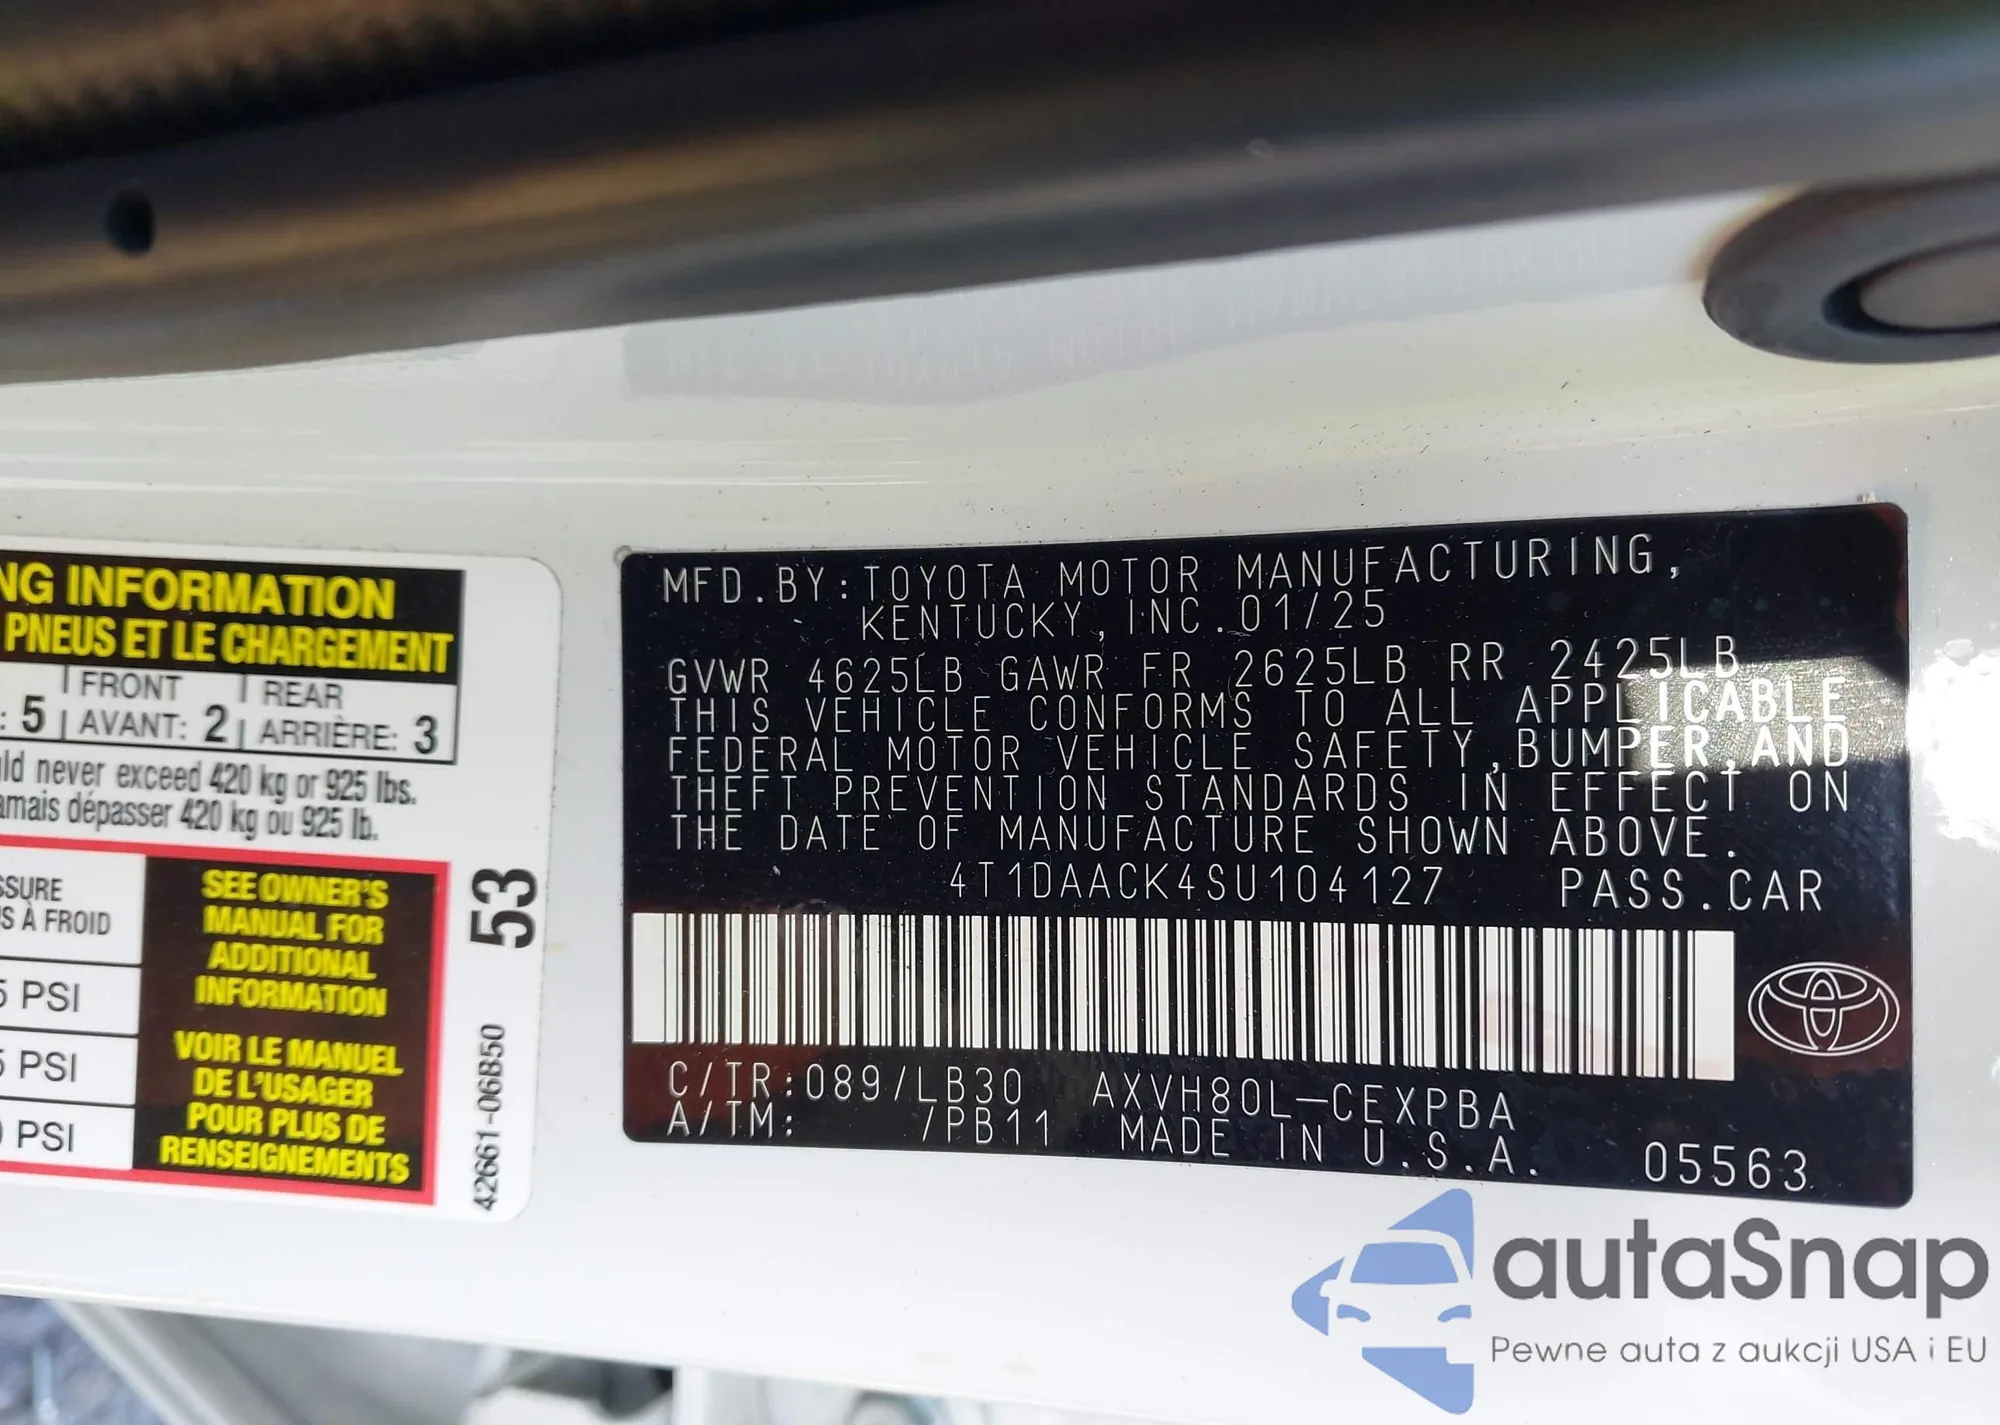 NG INFORMATION
PNEUS ET LE CHARGEMENT
FRONT | REAR
: 5 | AVANT: 2 | ARRIÈRE: 3
ld never exceed 420 kg or 925 lbs.
amais dépasser 420 kg ou 925 lb.
SSURE
S À FROID
5 PSI
5 PSI
PSI
SEE OWNER'S
MANUAL FOR
ADDITIONAL
INFORMATION
VOIR LE MANUEL
DE L'USAGER
POUR PLUS DE
RENSEIGNEMENTS
53
42661-06B50
MFD.BY:TOYOTA MOTOR MANUFACTURING,
KENTUCKY,INC.01/25
GVWR 4625LB GAWR FR 2625LB RR 2425LB
THIS VEHICLE CONFORMS TO ALL APPLICABLE
FEDERAL MOTOR VEHICLE SAFETY,BUMPER,AND
THEFT PREVENTION STANDARDS IN EFFECT ON
THE DATE OF MANUFACTURE SHOWN ABOVE.
4T1DAACK4SU104127 PASS.CAR
C/TR:089/LB30 AXVH80L-CEXPBA
A/TM: /PB11 MADE IN U.S.A. 05563
autaSnap
Pewne auta z aukcji USA i EU